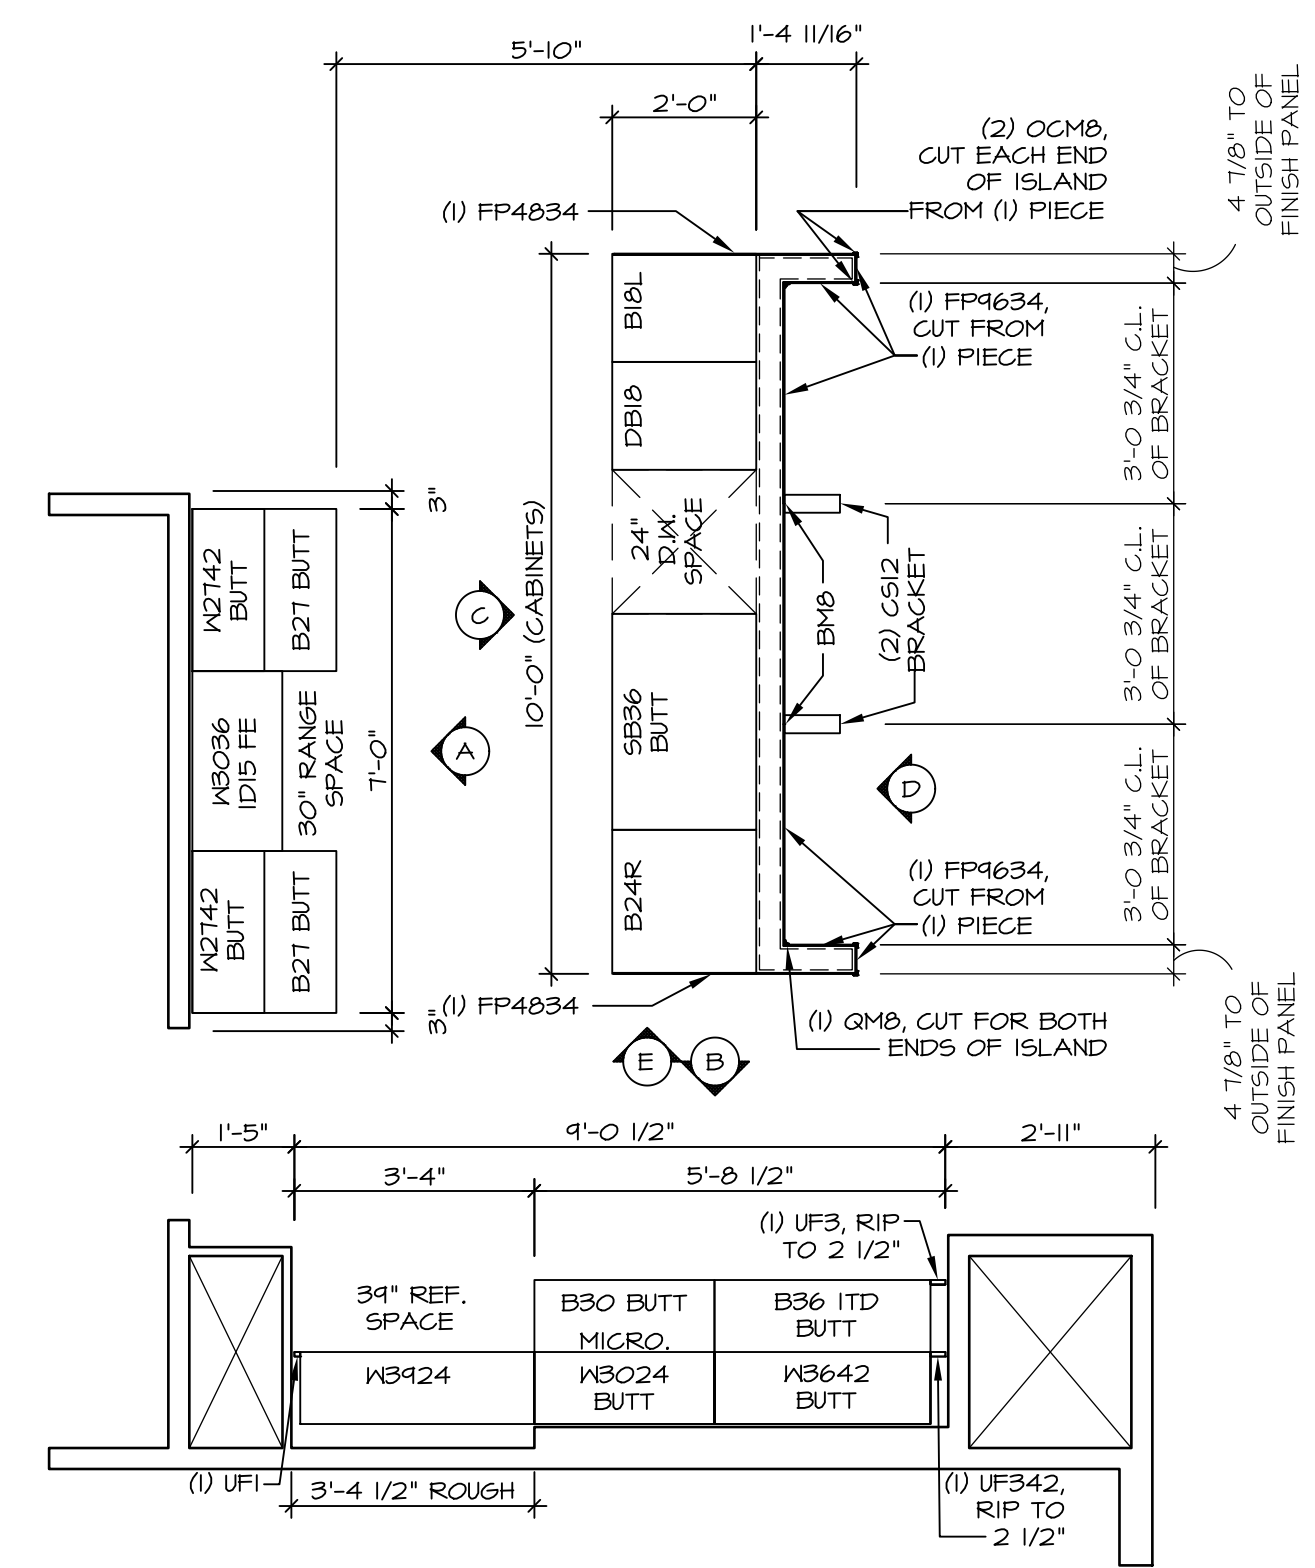 5'-10"
1'-4 11/16"
2'-0"
(2) OCM8,
CUT EACH END
OF ISLAND
FROM (1) PIECE
4 7/8" TO
OUTSIDE OF
FINISH PANEL
(1) FP4834
B18L
DB18
24"
D.W.
SPACE
SB36
BUTT
B24R
10'-0" (CABINETS)
(1) FP9634,
CUT FROM
(1) PIECE
3'-0 3/4" C.L.
OF BRACKET
3'-0 3/4" C.L.
OF BRACKET
3'-0 3/4" C.L.
OF BRACKET
BM8
(2) CS12
BRACKET
3"
W2742
BUTT
B27 BUTT
W3036
1D15 FE
30" RANGE
SPACE
7'-0"
W2742
BUTT
B27 BUTT
3"
C
A
D
(1) FP9634,
CUT FROM
(1) PIECE
(1) FP4834
(1) QM8, CUT FOR BOTH
ENDS OF ISLAND
4 7/8" TO
OUTSIDE OF
FINISH PANEL
E
B
1'-5"
9'-0 1/2"
2'-11"
3'-4"
5'-8 1/2"
(1) UF3, RIP
TO 2 1/2"
39" REF.
SPACE
B30 BUTT
MICRO.
B36 1TD
BUTT
W3924
W3024
BUTT
W3642
BUTT
(1) UF1
3'-4 1/2" ROUGH
(1) UF342,
RIP TO
2 1/2"